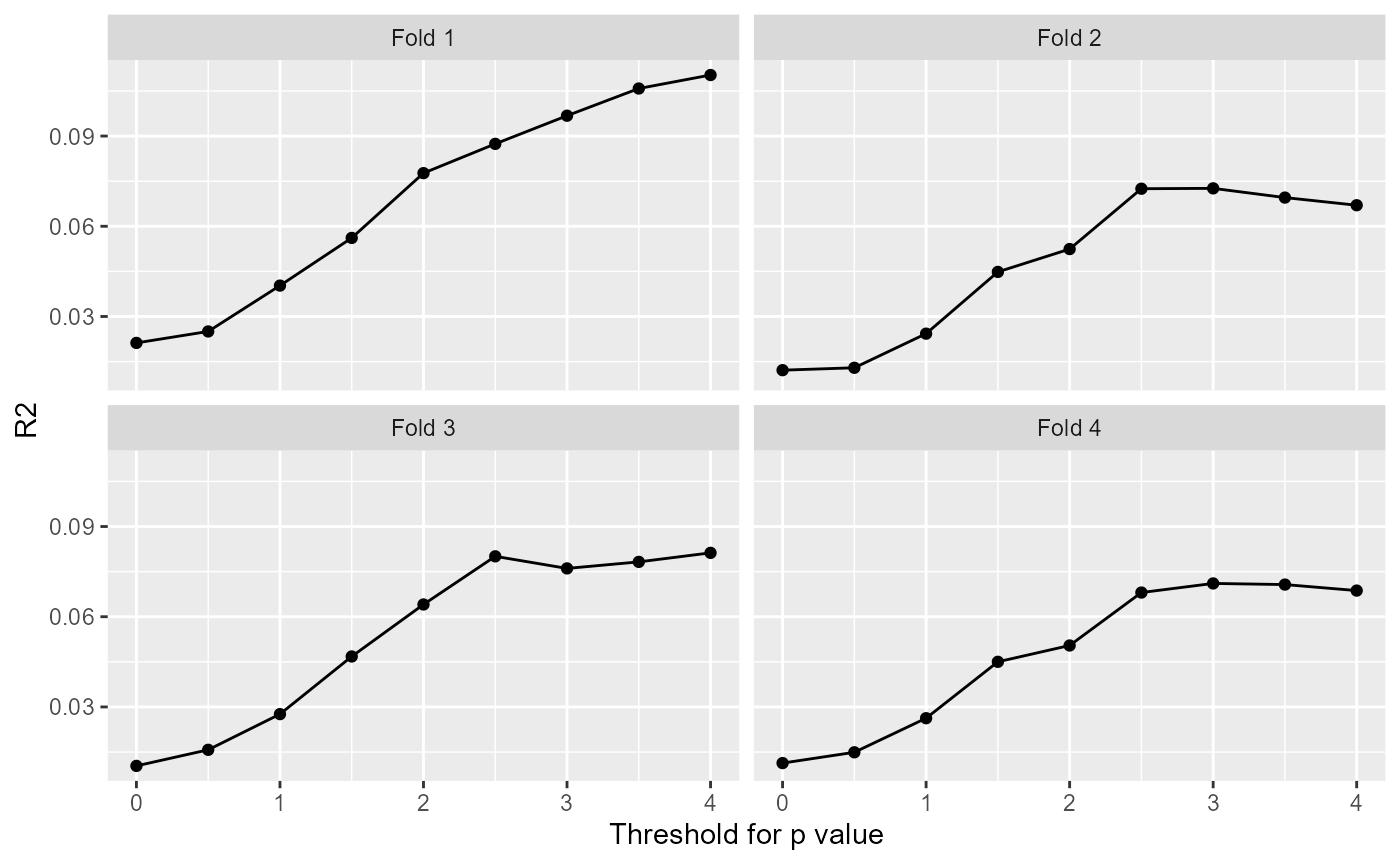 Fold 1
Fold 2
0.09
0.06
0.03
R2
Fold 3
Fold 4
0.09
0.06
0.03
0 1 2 3 4
0 1 2 3 4
Threshold for p value